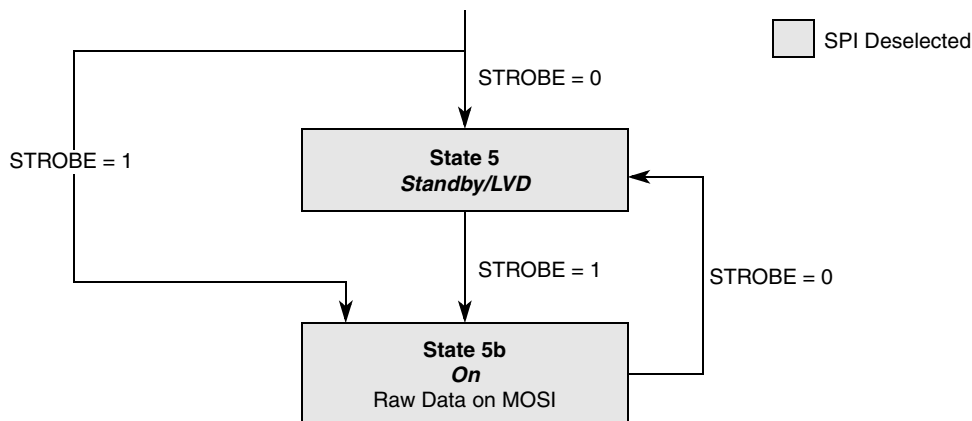 SPI Deselected
STROBE = 0
STROBE = 1
State 5
Standby/LVD
STROBE = 1
STROBE = 0
State 5b
On
Raw Data on MOSI